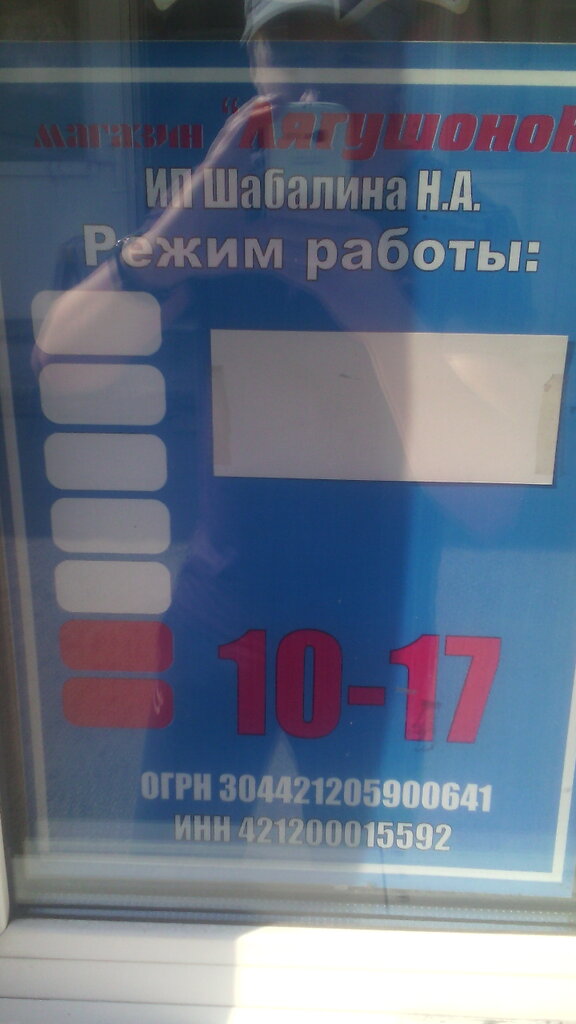 магазин "Лягушонок
ИП Шабалина Н.А.
Режим работы:
10-17
ОГРН 304421205900641
ИНН 421200015592